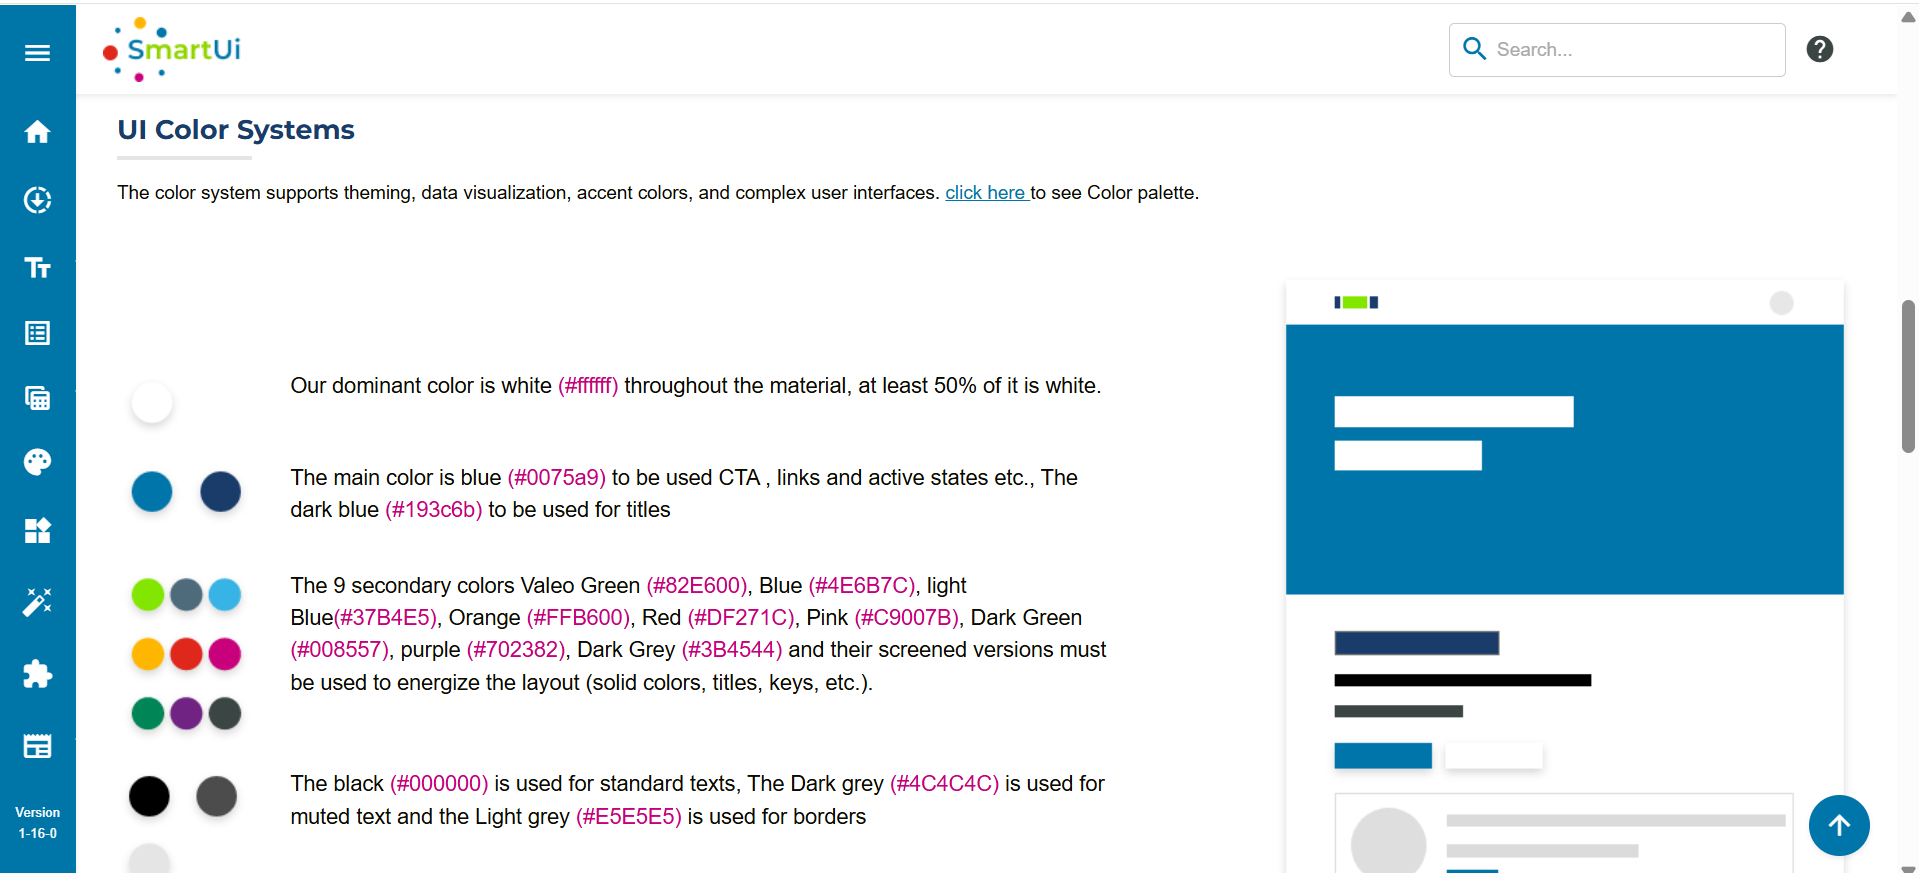 SmartUi
Search...
UI Color Systems
The color system supports theming, data visualization, accent colors, and complex user interfaces. click here to see Color palette.
Our dominant color is white (#ffffff) throughout the material, at least 50% of it is white.
The main color is blue (#0075a9) to be used CTA , links and active states etc., The
dark blue (#193c6b) to be used for titles
The 9 secondary colors Valeo Green (#82E600), Blue (#4E6B7C), light
Blue(#37B4E5), Orange (#FFB600), Red (#DF271C), Pink (#C9007B), Dark Green
(#008557), purple (#702382), Dark Grey (#3B4544) and their screened versions must
be used to energize the layout (solid colors, titles, keys, etc.).
The black (#000000) is used for standard texts, The Dark grey (#4C4C4C) is used for
muted text and the Light grey (#E5E5E5) is used for borders
Version
1-16-0